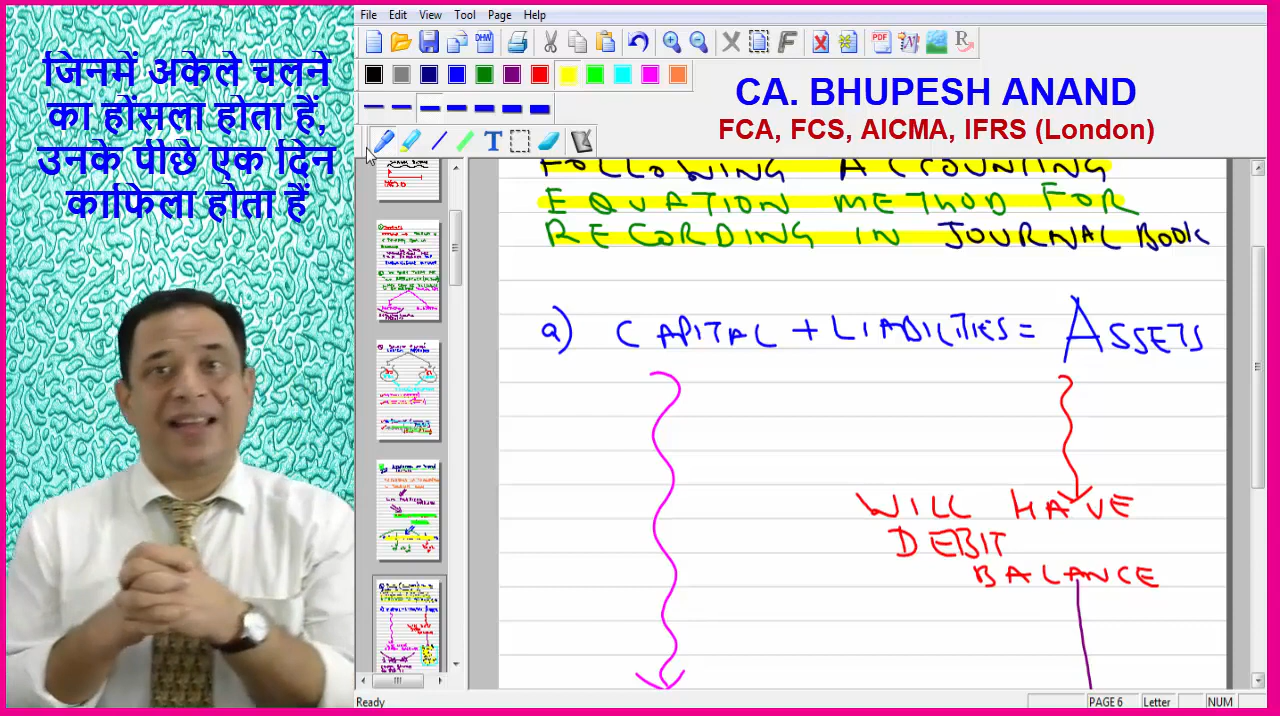 जिनमें अकेले चलने
का होंसला होता हैं,
उनके पीछे एक दिन
काफिला होता हैं
File Edit View Tool Page Help
DHW
PDF
CA. BHUPESH ANAND
FCA, FCS, AICMA, IFRS (London)
FOLLOWING ACCOUNTING
EQUATION METHOD FOR
RECORDING IN JOURNAL BOOK
a) CAPITAL + LIABILITIES = ASSETS
WILL HAVE
DEBIT
BALANCE
Ready
PAGE 6 Letter NUM